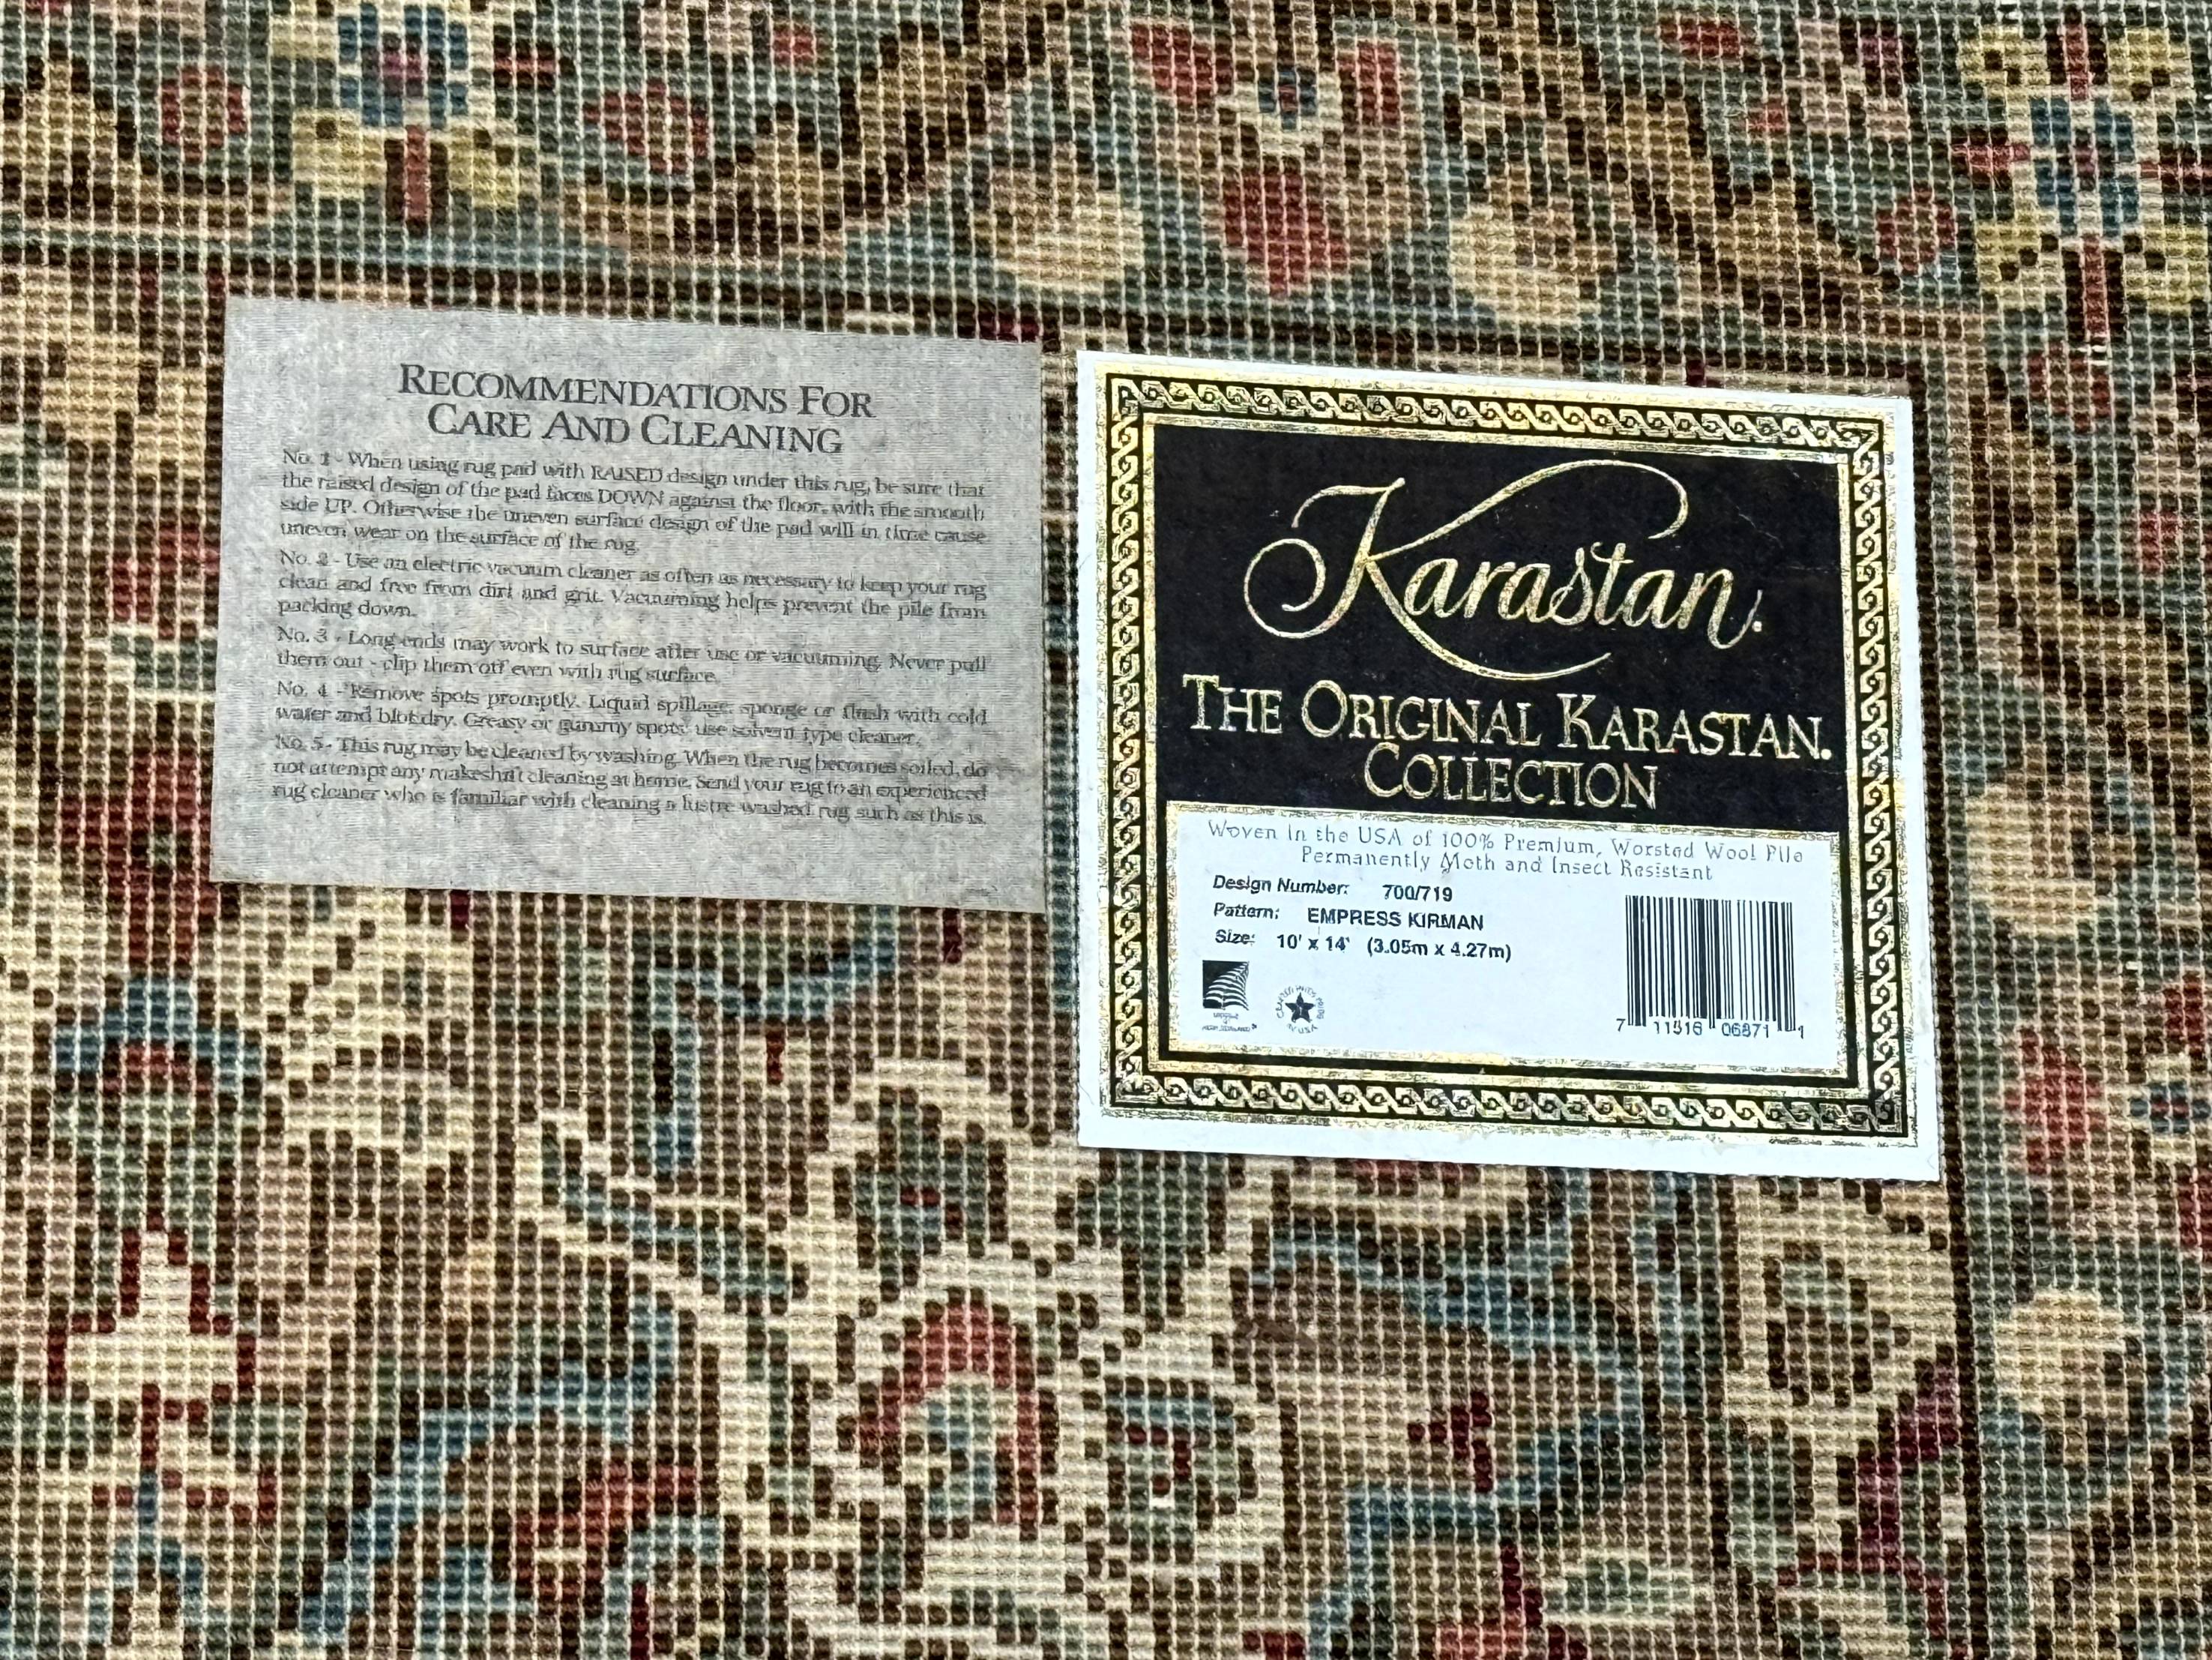 RECOMMENDATIONS FOR
CARE AND CLEANING
No. 1 - When using rug pad with RAISED design under this rug, be sure that
the raised design of the pad faces DOWN against the floor, with the smooth
side UP. Otherwise the uneven surface design of the pad will in time cause
uneven wear on the surface of the rug.
No. 2 - Use an electric vacuum cleaner as often as necessary to keep your rug
clean and free from dirt and grit. Vacuuming helps prevent the pile from
packing down.
No. 3 - Long ends may work to surface after use or vacuuming. Never pull
them out - clip them off even with rug surface.
No. 4 - Remove spots promptly. Liquid spillage: sponge or flush with cold
water and blot dry. Greasy or gummy spots: use solvent type cleaner.
No. 5 - This rug may be cleaned by washing. When the rug becomes soiled, do
not attempt any makeshift cleaning at home. Send your rug to an experienced
rug cleaner who is familiar with cleaning a lustre washed rug such as this is.
Karastan.
THE ORIGINAL KARASTAN.
COLLECTION
Woven in the USA of 100% Premium, Worsted Wool Pile
Permanently Moth and Insect Resistant
Design Number: 700/719
Pattern: EMPRESS KIRMAN
Size: 10' x 14' (3.05m x 4.27m)
CRAFTED WITH PRIDE IN USA
7 11516 06871 1